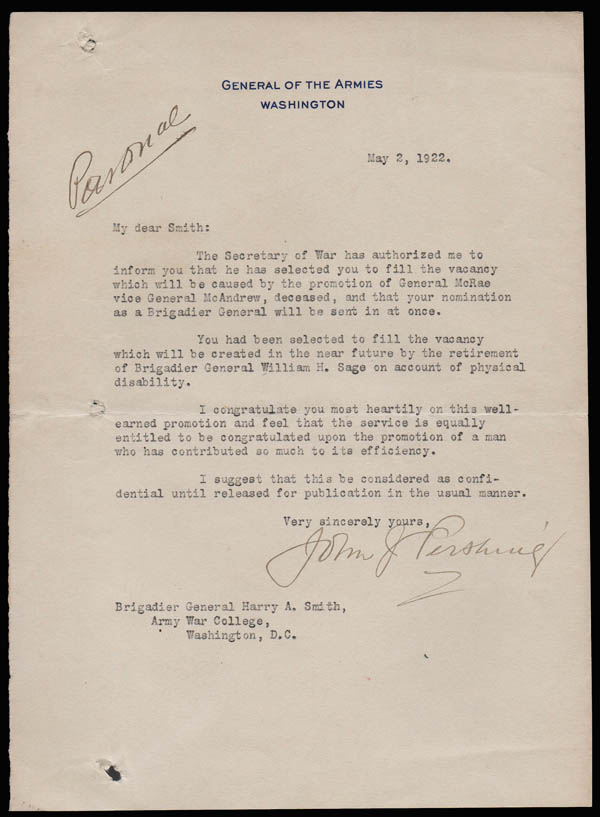 GENERAL OF THE ARMIES
WASHINGTON
Personal
May 2, 1922.
My dear Smith:
The Secretary of War has authorized me to
inform you that he has selected you to fill the vacancy
which will be caused by the promotion of General McRae
vice General McAndrew, deceased, and that your nomination
as a Brigadier General will be sent in at once.
You had been selected to fill the vacancy
which will be created in the near future by the retirement
of Brigadier General William H. Sage on account of physical
disability.
I congratulate you most heartily on this well-
earned promotion and feel that the service is equally
entitled to be congratulated upon the promotion of a man
who has contributed so much to its efficiency.
I suggest that this be considered as confi-
dential until released for publication in the usual manner.
Very sincerely yours,
John J. Pershing
Brigadier General Harry A. Smith,
Army War College,
Washington, D.C.